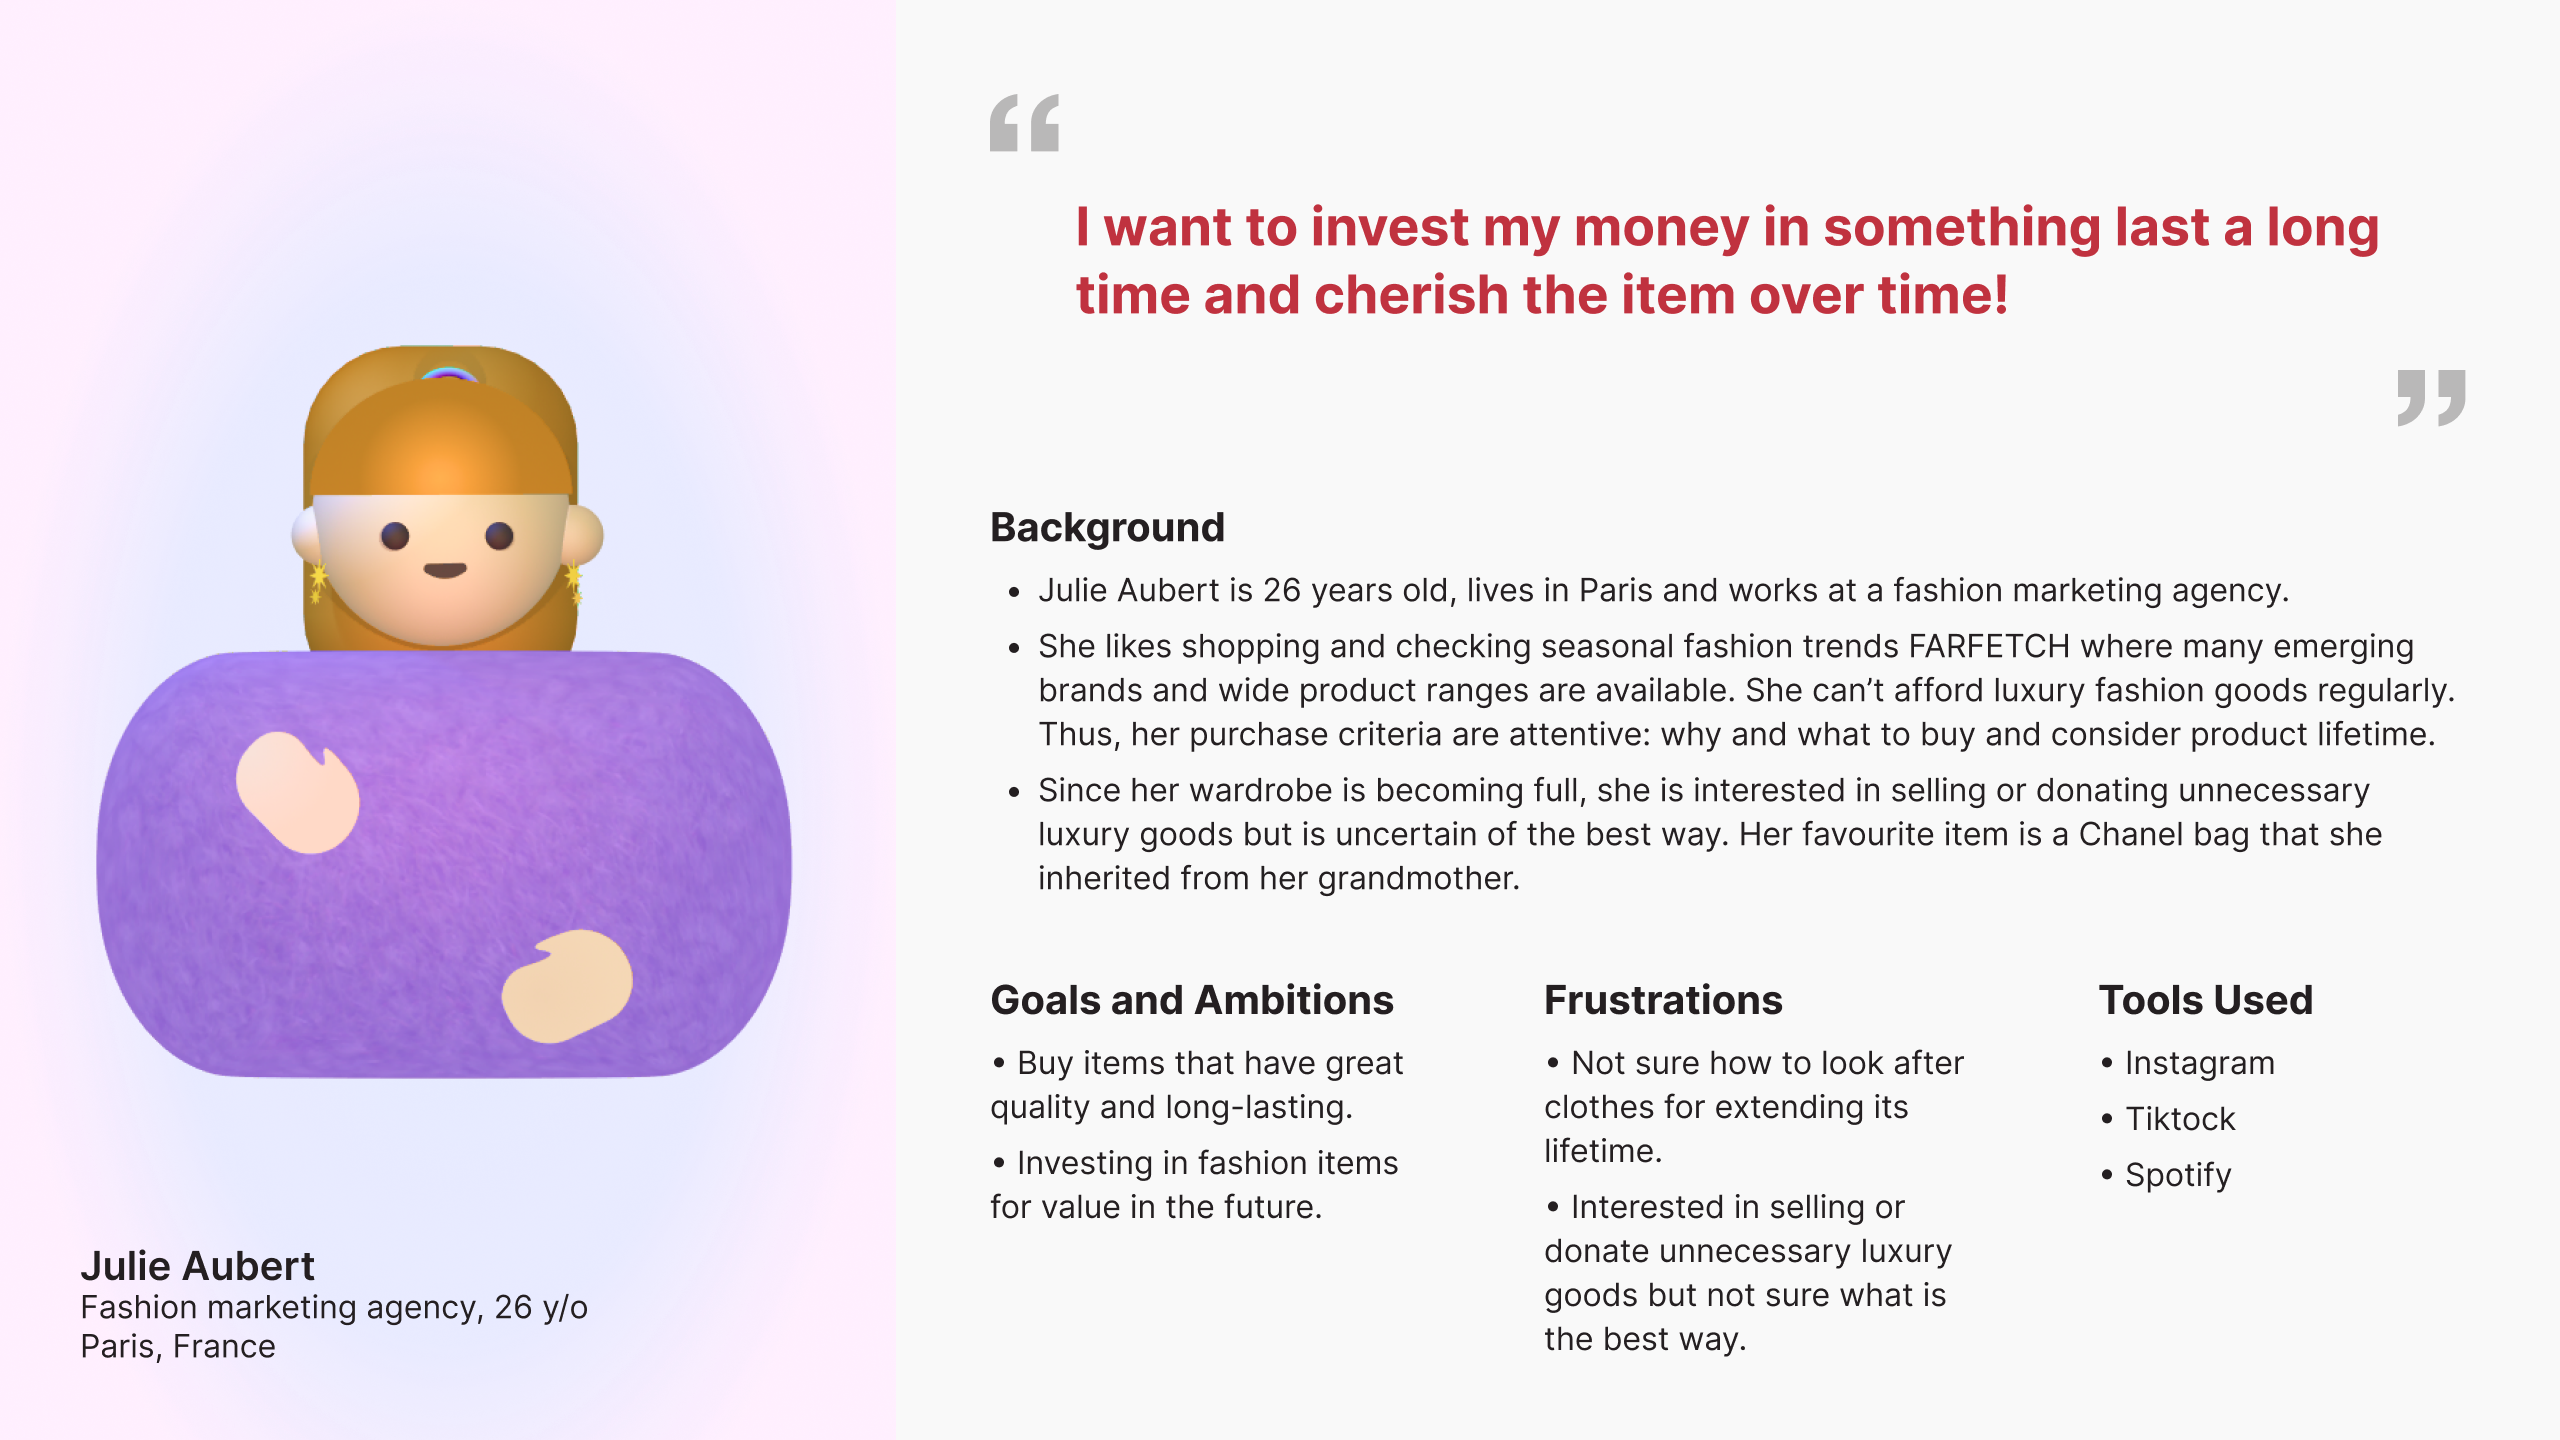 “
I want to invest my money in something last a long
time and cherish the item over time!
”
Background
• Julie Aubert is 26 years old, lives in Paris and works at a fashion marketing agency.
• She likes shopping and checking seasonal fashion trends FARFETCH where many emerging
brands and wide product ranges are available. She can’t afford luxury fashion goods regularly.
Thus, her purchase criteria are attentive: why and what to buy and consider product lifetime.
• Since her wardrobe is becoming full, she is interested in selling or donating unnecessary
luxury goods but is uncertain of the best way. Her favourite item is a Chanel bag that she
inherited from her grandmother.
Goals and Ambitions
• Buy items that have great
quality and long-lasting.
• Investing in fashion items
for value in the future.
Frustrations
• Not sure how to look after
clothes for extending its
lifetime.
• Interested in selling or
donate unnecessary luxury
goods but not sure what is
the best way.
Tools Used
• Instagram
• Tiktock
• Spotify
Julie Aubert
Fashion marketing agency, 26 y/o
Paris, France